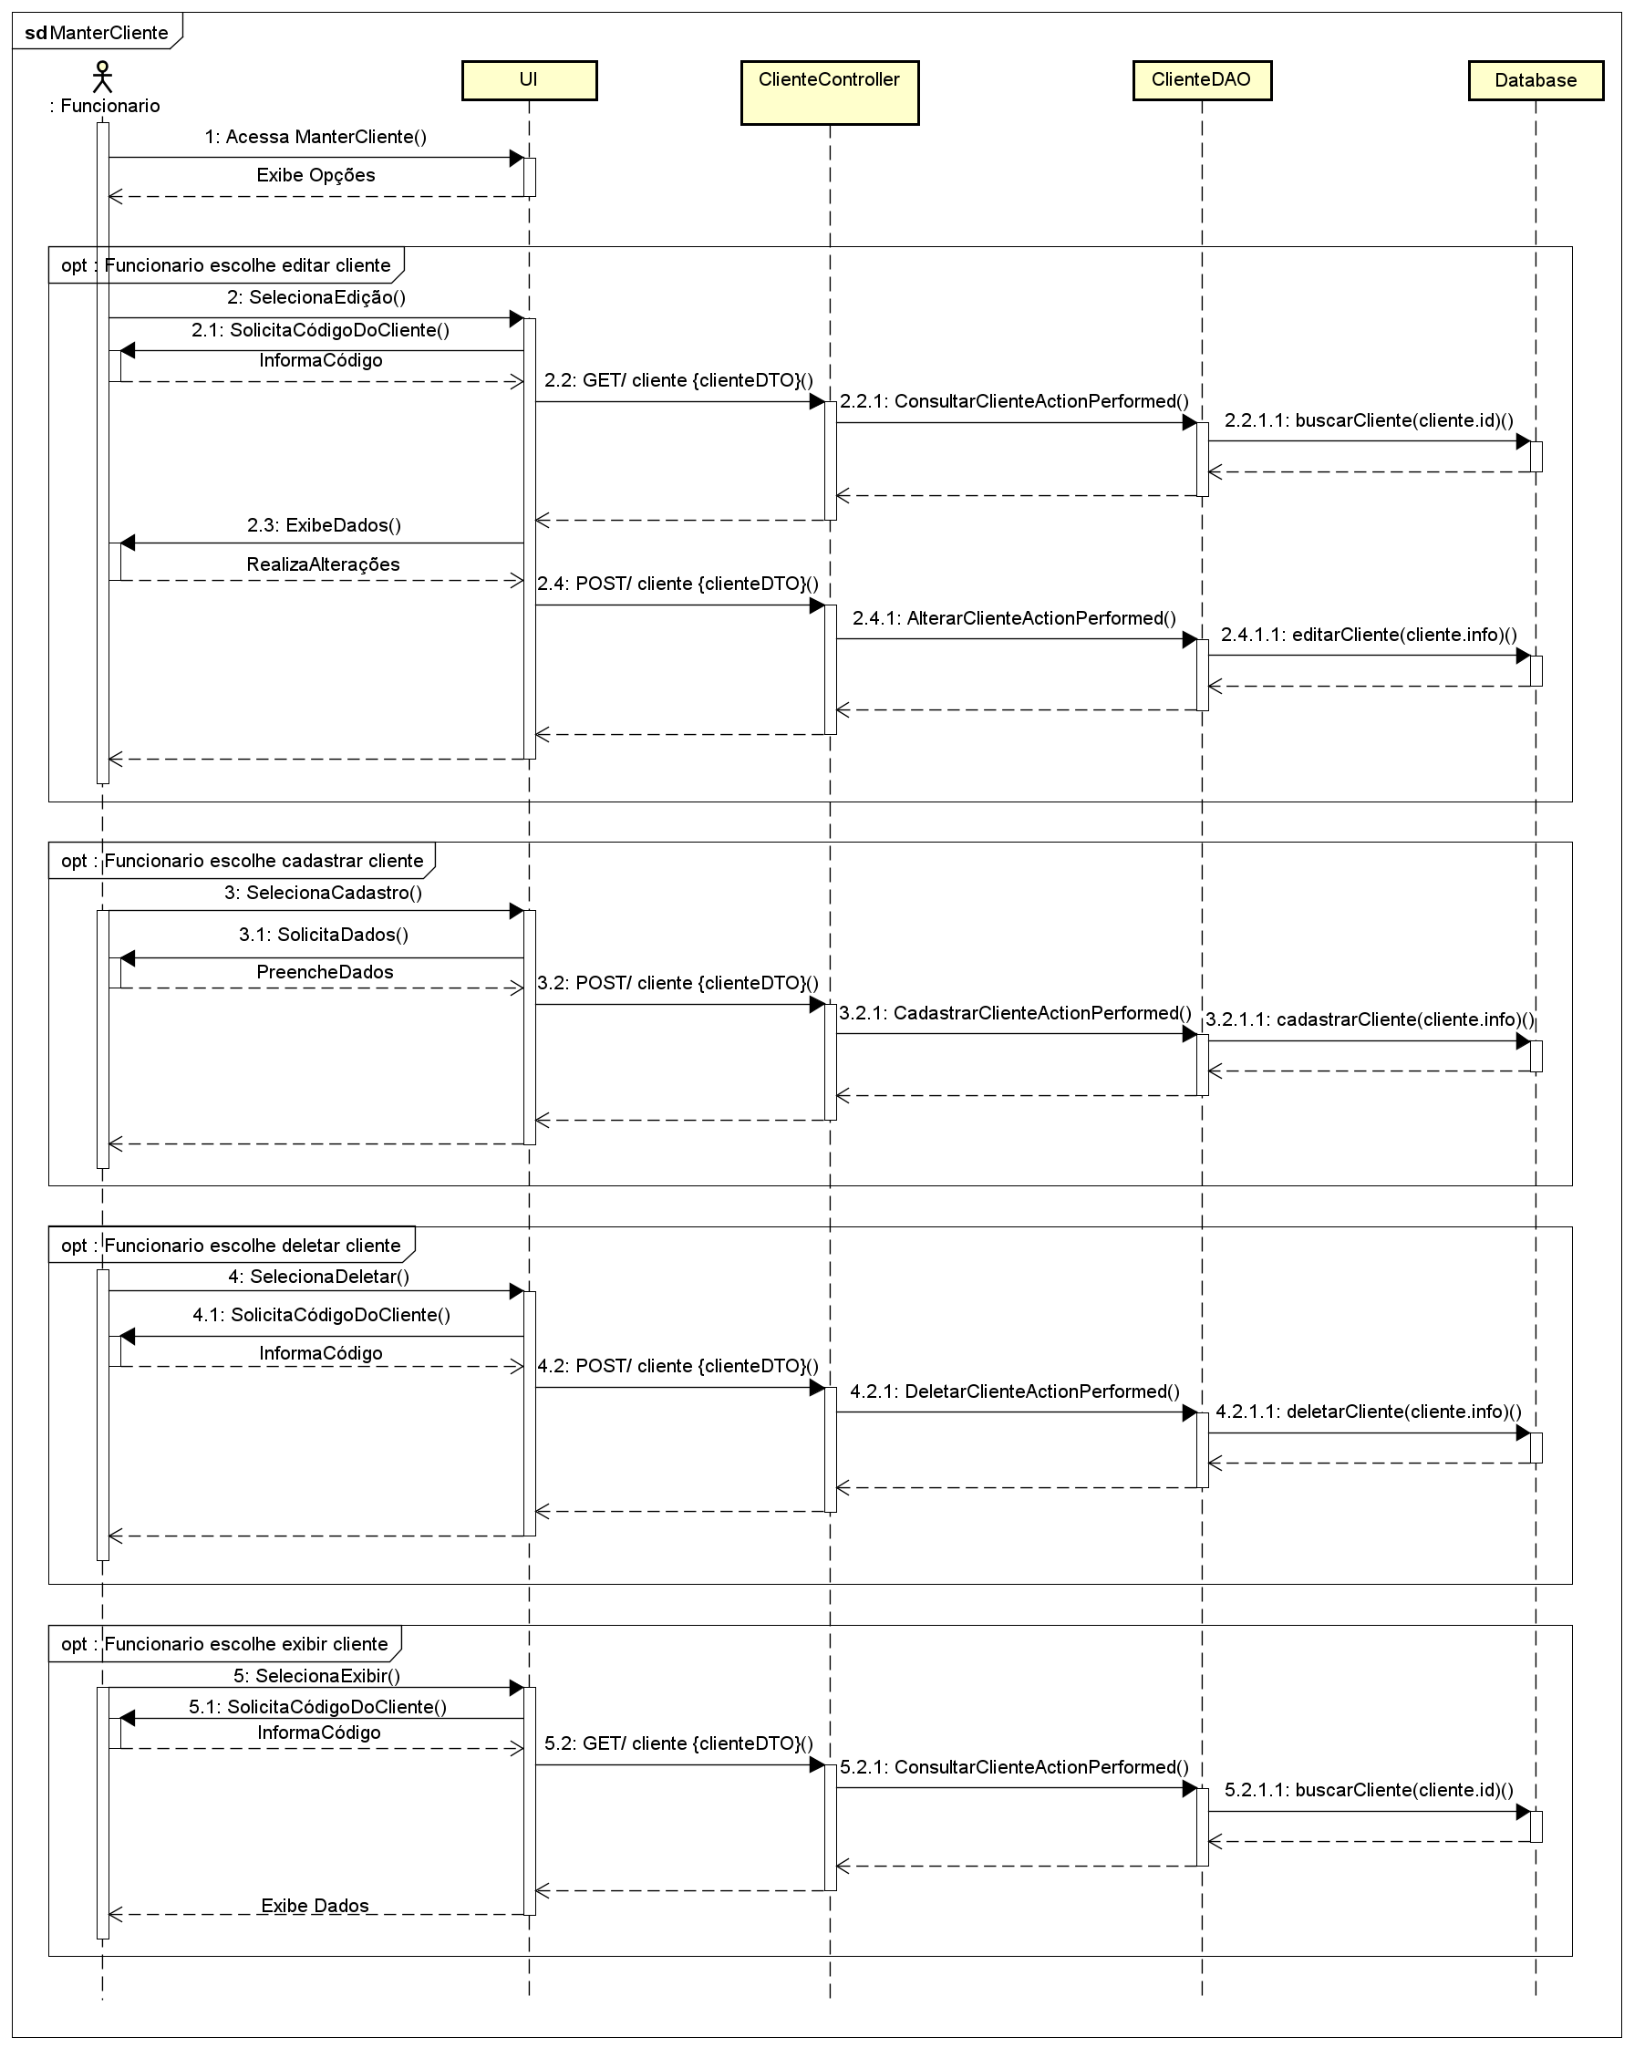 sd ManterCliente
: Funcionario
UI
ClienteController
ClienteDAO
Database
1: Acessa ManterCliente()
Exibe Opções
opt : Funcionario escolhe editar cliente
2: SelecionaEdição()
2.1: SolicitaCódigoDoCliente()
InformaCódigo
2.2: GET/ cliente {clienteDTO}()
2.2.1: ConsultarClienteActionPerformed()
2.2.1.1: buscarCliente(cliente.id)()
2.3: ExibeDados()
RealizaAlterações
2.4: POST/ cliente {clienteDTO}()
2.4.1: AlterarClienteActionPerformed()
2.4.1.1: editarCliente(cliente.info)()
opt : Funcionario escolhe cadastrar cliente
3: SelecionaCadastro()
3.1: SolicitaDados()
PreencheDados
3.2: POST/ cliente {clienteDTO}()
3.2.1: CadastrarClienteActionPerformed()
3.2.1.1: cadastrarCliente(cliente.info)()
opt : Funcionario escolhe deletar cliente
4: SelecionaDeletar()
4.1: SolicitaCódigoDoCliente()
InformaCódigo
4.2: POST/ cliente {clienteDTO}()
4.2.1: DeletarClienteActionPerformed()
4.2.1.1: deletarCliente(cliente.info)()
opt : Funcionario escolhe exibir cliente
5: SelecionaExibir()
5.1: SolicitaCódigoDoCliente()
InformaCódigo
5.2: GET/ cliente {clienteDTO}()
5.2.1: ConsultarClienteActionPerformed()
5.2.1.1: buscarCliente(cliente.id)()
Exibe Dados